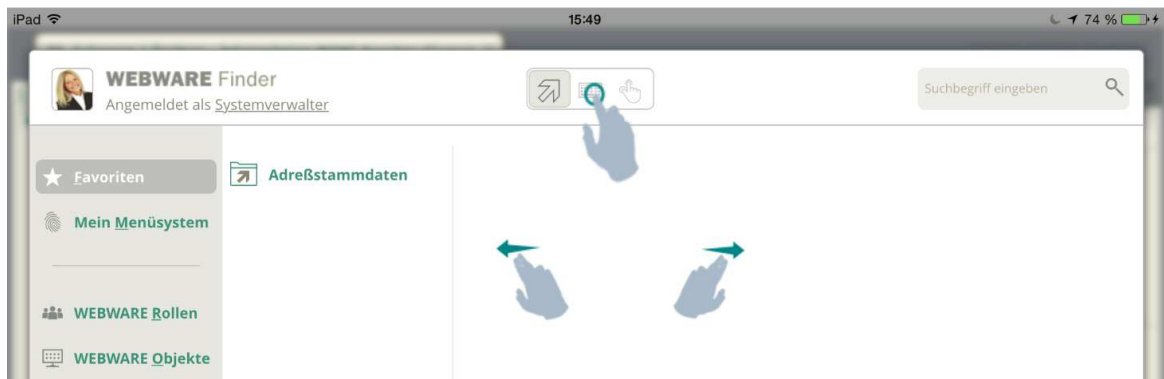 iPad 15:49 74 %
WEBWARE Finder
Angemeldet als Systemverwalter
Suchbegriff eingeben
Favoriten
Adreßstammdaten
Mein Menüsystem
WEBWARE Rollen
WEBWARE Objekte